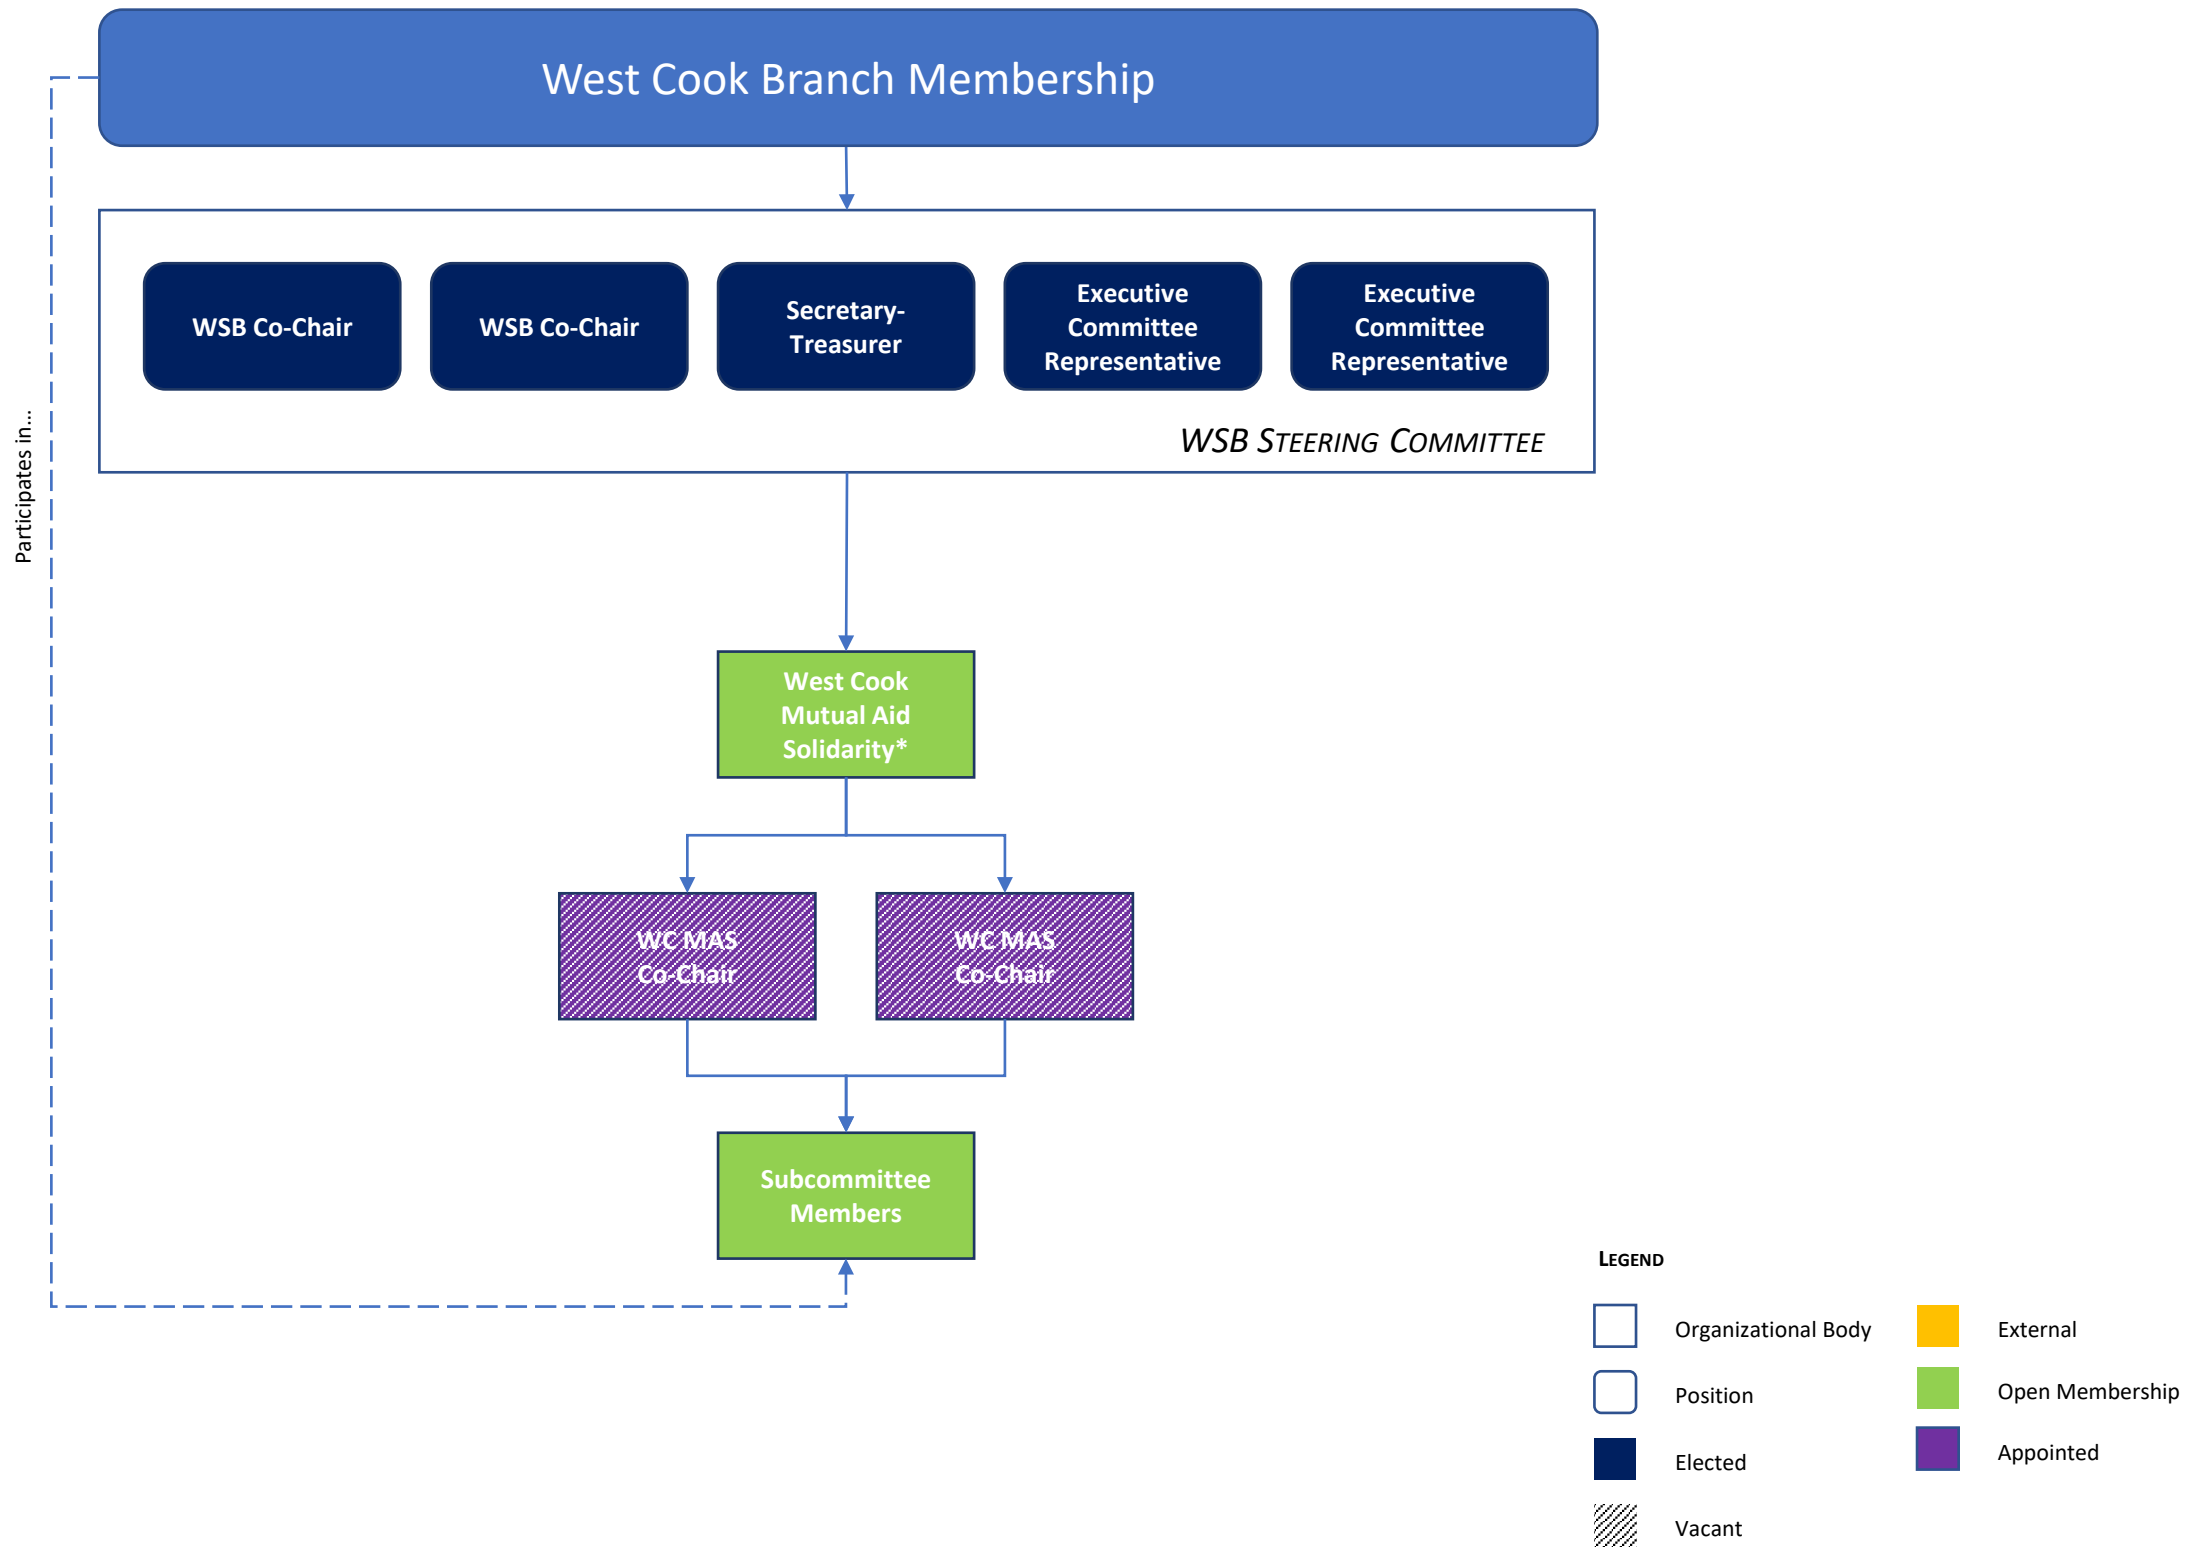 West Cook Branch Membership
WSB Co-Chair
WSB Co-Chair
Secretary-
Treasurer
Executive
Committee
Representative
Executive
Committee
Representative
WSB STEERING COMMITTEE
Participates in...
West Cook
Mutual Aid
Solidarity*
WC MAS
Co-Chair
WC MAS
Co-Chair
Subcommittee
Members
LEGEND
Organizational Body
External
Position
Open Membership
Elected
Appointed
Vacant